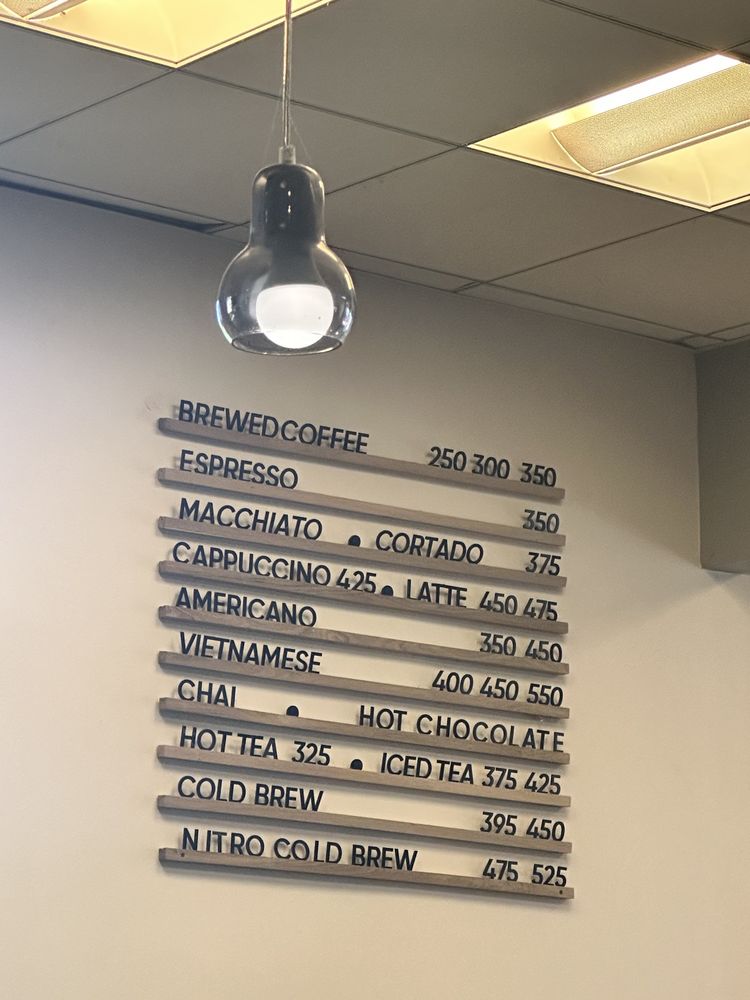 BREWED COFFEE 250 300 350
ESPRESSO 350
MACCHIATO • CORTADO 375
CAPPUCCINO 425 • LATTE 450 475
AMERICANO 350 450
VIETNAMESE 400 450 550
CHAI • HOT CHOCOLATE
HOT TEA 325 • ICED TEA 375 425
COLD BREW 395 450
NITRO COLD BREW 475 525